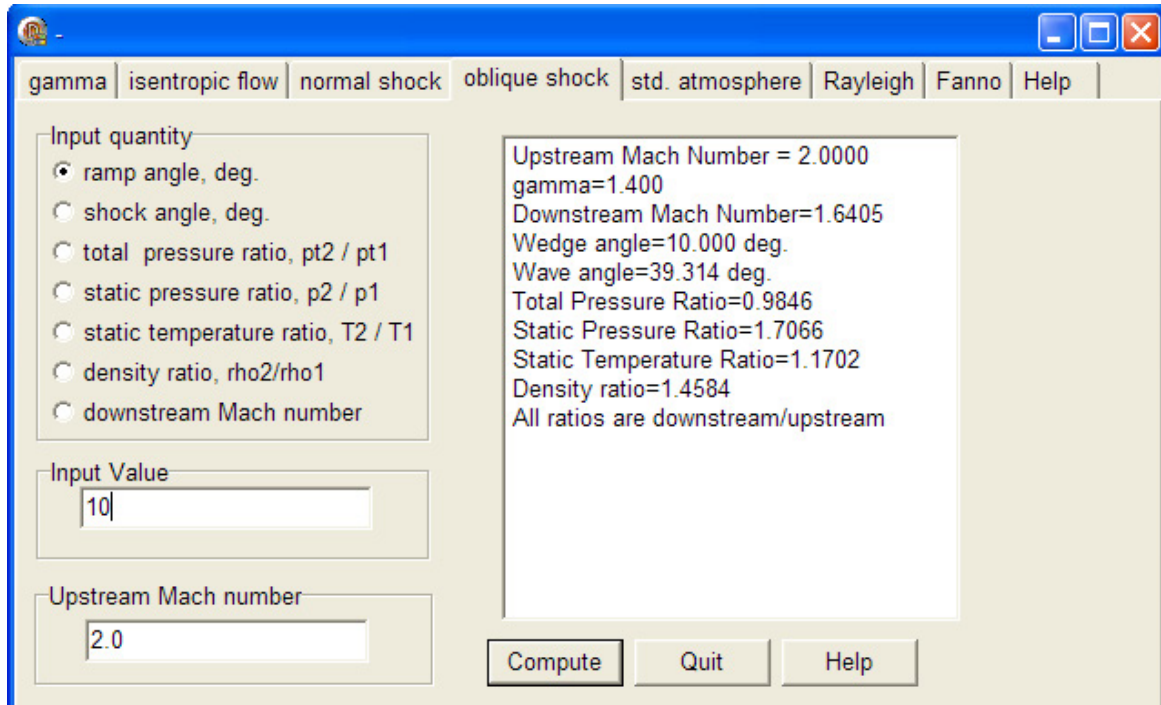 -
gamma isentropic flow normal shock oblique shock std. atmosphere Rayleigh Fanno Help
Input quantity
ramp angle, deg.
shock angle, deg.
total pressure ratio, pt2 / pt1
static pressure ratio, p2 / p1
static temperature ratio, T2 / T1
density ratio, rho2/rho1
downstream Mach number
Input Value
10
Upstream Mach number
2.0
Upstream Mach Number = 2.0000
gamma=1.400
Downstream Mach Number=1.6405
Wedge angle=10.000 deg.
Wave angle=39.314 deg.
Total Pressure Ratio=0.9846
Static Pressure Ratio=1.7066
Static Temperature Ratio=1.1702
Density ratio=1.4584
All ratios are downstream/upstream
Compute Quit Help